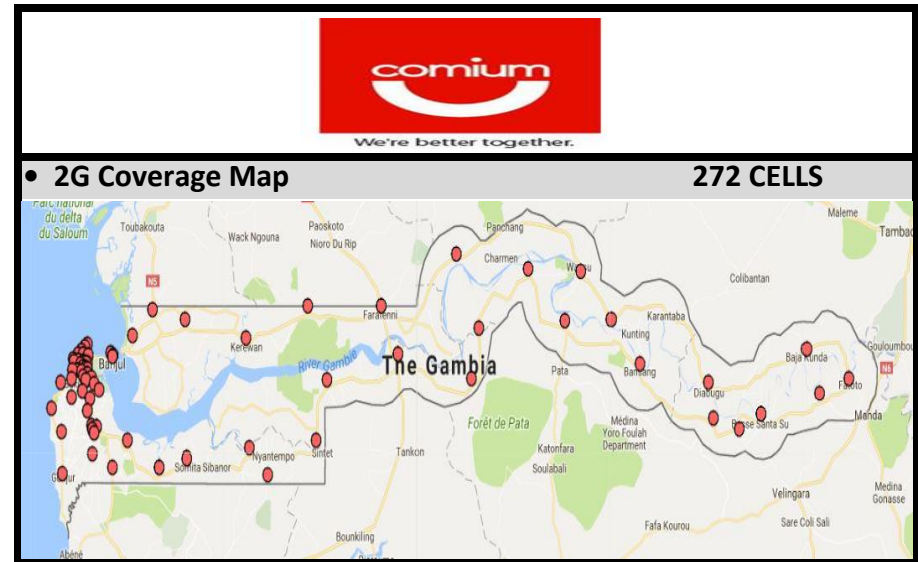 comium
We're better together.
• 2G Coverage Map 272 CELLS
Parc national
du delta
du Saloum
Toubakouta
Wack Ngouna
Paoskoto
Nioro Du Rip
Panchang
Maleme
Tambac
Charmen
Colibantan
N5
Farafenni
Karantaba
Kunting
Kerewan
Banjul
River Gambia
The Gambia
Pata
Bansang
Baja Kunda
Gouloumbou
N6
Diabugu
Fatoto
Basse Santa Su
Manda
Forêt de Pata
Médina
Yoro Foulah
Department
Katonfara
Soulabali
Tankon
Sintet
Nyantempo
Somita Sibanor
Gunjur
Velingara
Medina
Gonasse
Fafa Kourou
Sare Coli Sali
Bounkiling
Abéné